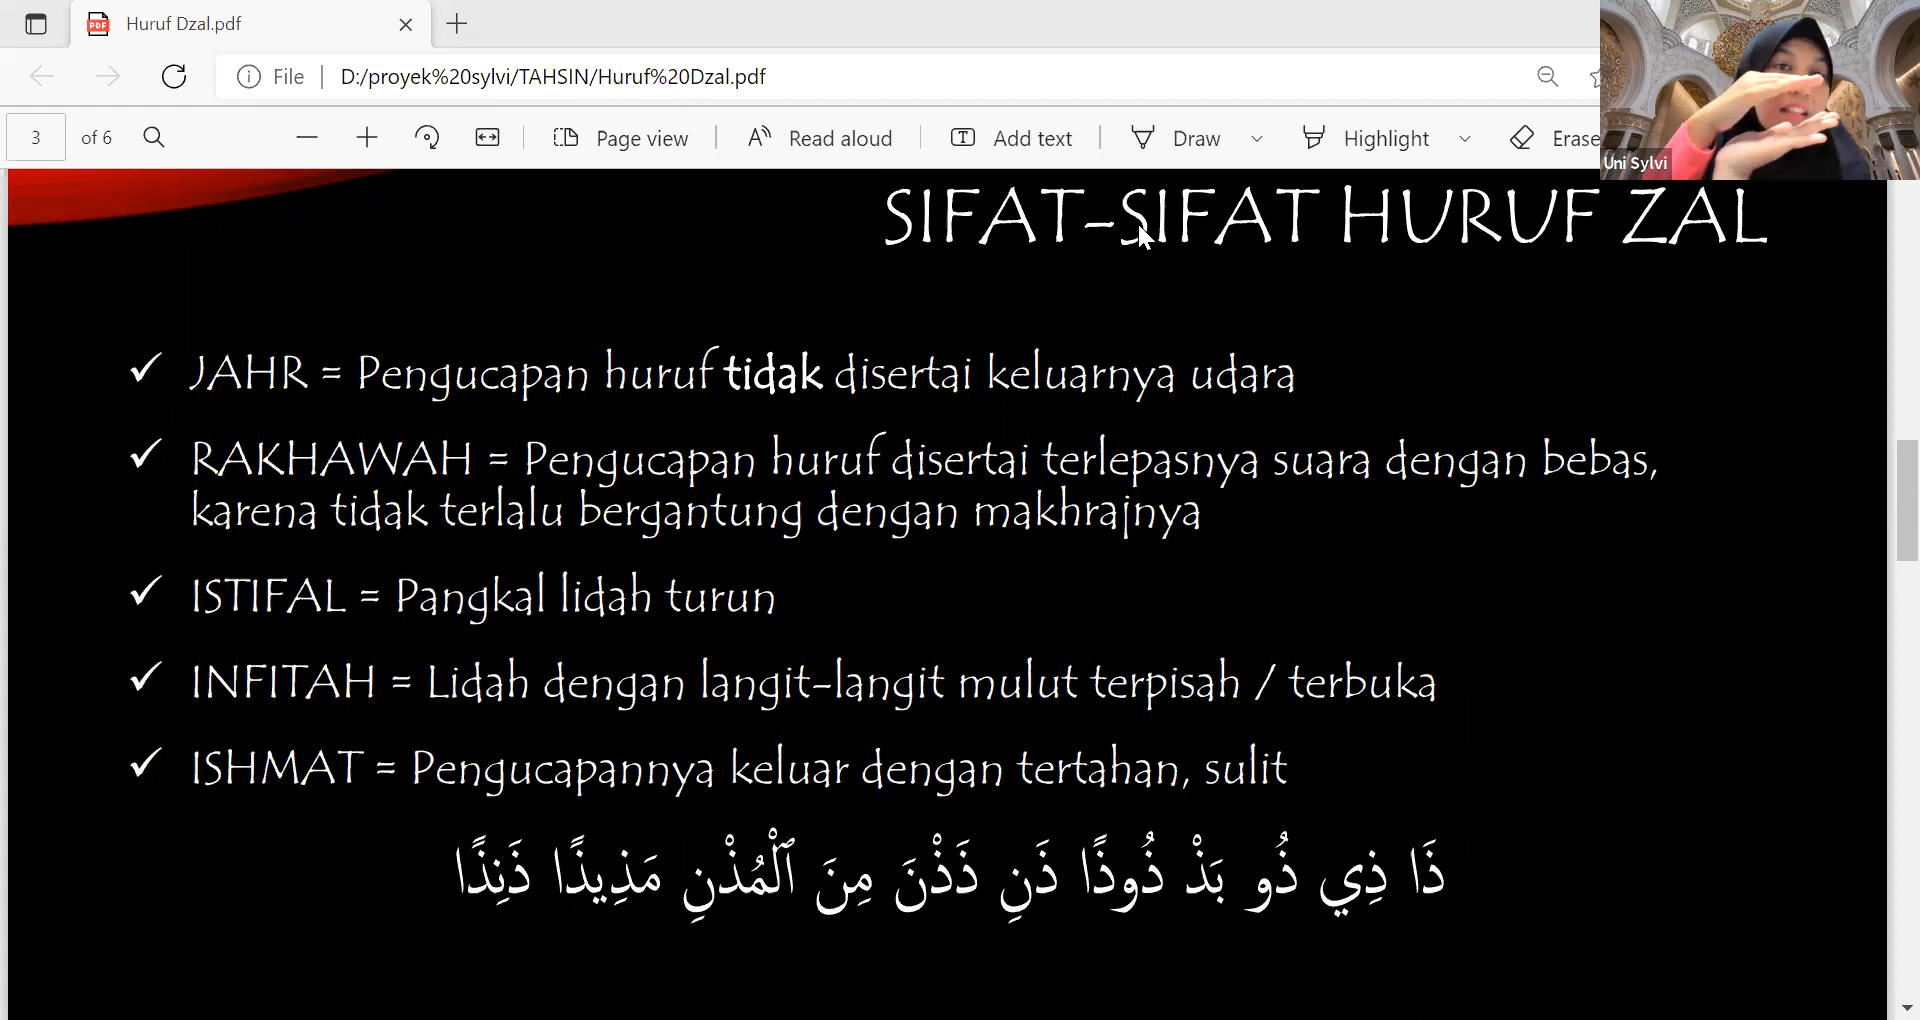 Huruf Dzal.pdf
File D:/proyek%20sylvi/TAHSIN/Huruf%20Dzal.pdf
3 of 6 Page view Read aloud Add text Draw Highlight Erase
Uni Sylvi
SIFAT-SIFAT HURUF ZAL
✓ JAHR = Pengucapan huruf tidak disertai keluarnya udara
✓ RAKHAWAH = Pengucapan huruf disertai terlepasnya suara dengan bebas,
karena tidak terlalu bergantung dengan makhrajnya
✓ ISTIFAL = Pangkal lidah turun
✓ INFITAH = Lidah dengan langit-langit mulut terpisah / terbuka
✓ ISHMAT = Pengucapannya keluar dengan tertahan, sulit
ذَا ذِي ذُو بَذْ ذُوذًا ذَنِ ذَذْنَ مِنَ ٱلْمُذْنِ مَذِيذًا ذَنِذًا